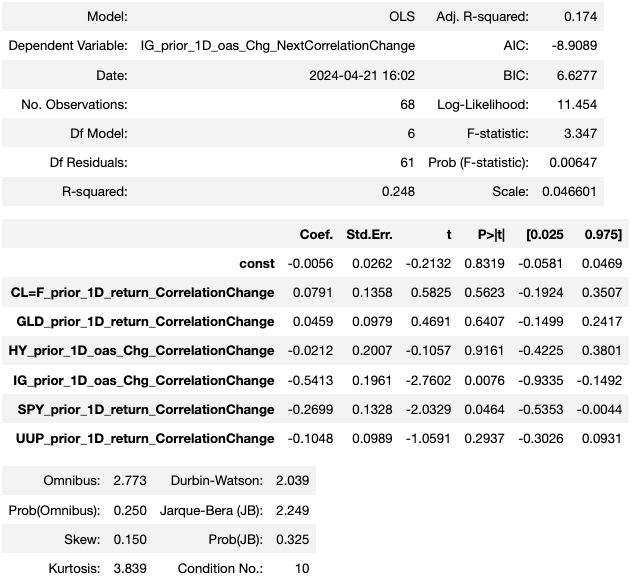 Model: OLS Adj. R-squared: 0.174
Dependent Variable: IG_prior_1D_oas_Chg_NextCorrelationChange AIC: -8.9089
Date: 2024-04-21 16:02 BIC: 6.6277
No. Observations: 68 Log-Likelihood: 11.454
Df Model: 6 F-statistic: 3.347
Df Residuals: 61 Prob (F-statistic): 0.00647
R-squared: 0.248 Scale: 0.046601
Coef. Std.Err. t P>|t| [0.025 0.975]
const -0.0056 0.0262 -0.2132 0.8319 -0.0581 0.0469
CL=F_prior_1D_return_CorrelationChange 0.0791 0.1358 0.5825 0.5623 -0.1924 0.3507
GLD_prior_1D_return_CorrelationChange 0.0459 0.0979 0.4691 0.6407 -0.1499 0.2417
HY_prior_1D_oas_Chg_CorrelationChange -0.0212 0.2007 -0.1057 0.9161 -0.4225 0.3801
IG_prior_1D_oas_Chg_CorrelationChange -0.5413 0.1961 -2.7602 0.0076 -0.9335 -0.1492
SPY_prior_1D_return_CorrelationChange -0.2699 0.1328 -2.0329 0.0464 -0.5353 -0.0044
UUP_prior_1D_return_CorrelationChange -0.1048 0.0989 -1.0591 0.2937 -0.3026 0.0931
Omnibus: 2.773 Durbin-Watson: 2.039
Prob(Omnibus): 0.250 Jarque-Bera (JB): 2.249
Skew: 0.150 Prob(JB): 0.325
Kurtosis: 3.839 Condition No.: 10